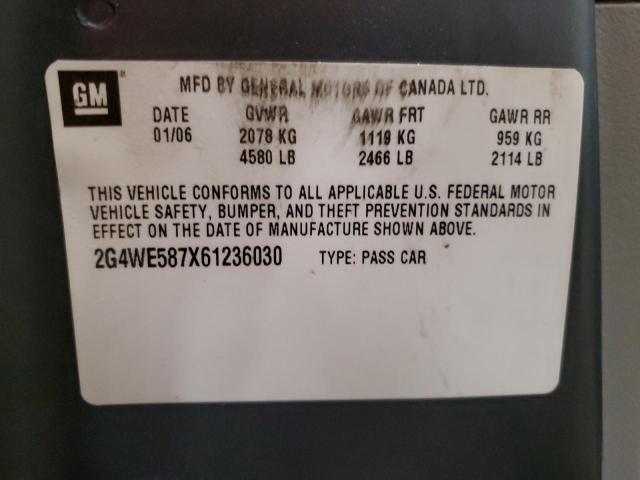 GM
MFD BY GENERAL MOTORS OF CANADA LTD.
DATE GVWR GAWR FRT GAWR RR
01/06 2078 KG 1119 KG 959 KG
4580 LB 2466 LB 2114 LB
THIS VEHICLE CONFORMS TO ALL APPLICABLE U.S. FEDERAL MOTOR
VEHICLE SAFETY, BUMPER, AND THEFT PREVENTION STANDARDS IN
EFFECT ON THE DATE OF MANUFACTURE SHOWN ABOVE.
2G4WE587X61236030 TYPE: PASS CAR